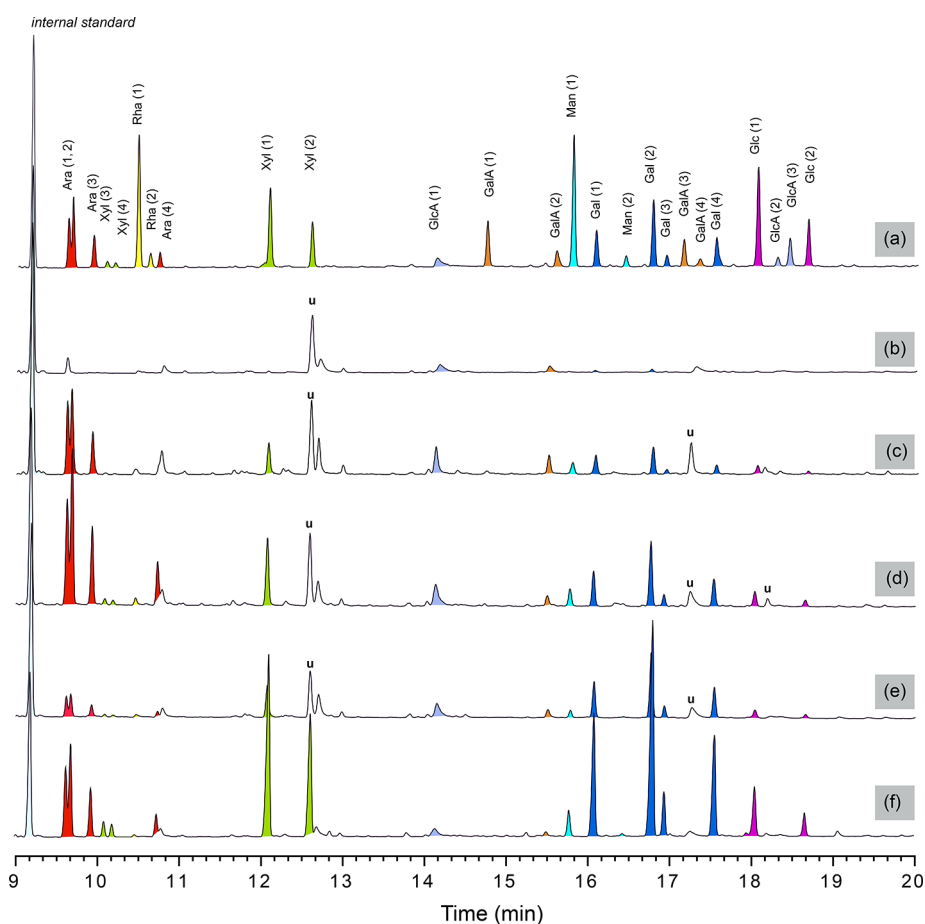 internal standard
Ara (1, 2)
Ara (3)
Xyl (3)
Xyl (4)
Rha (1)
Rha (2)
Ara (4)
Xyl (1)
Xyl (2)
GlcA (1)
GalA (1)
GalA (2)
Man (1)
Gal (1)
Man (2)
Gal (2)
Gal (3)
GalA (3)
GalA (4)
Gal (4)
Glc (1)
GlcA (2)
GlcA (3)
Glc (2)
(a)
u
(b)
u
u
(c)
u
u
u
(d)
u
u
(e)
(f)
9 10 11 12 13 14 15 16 17 18 19 20
Time (min)